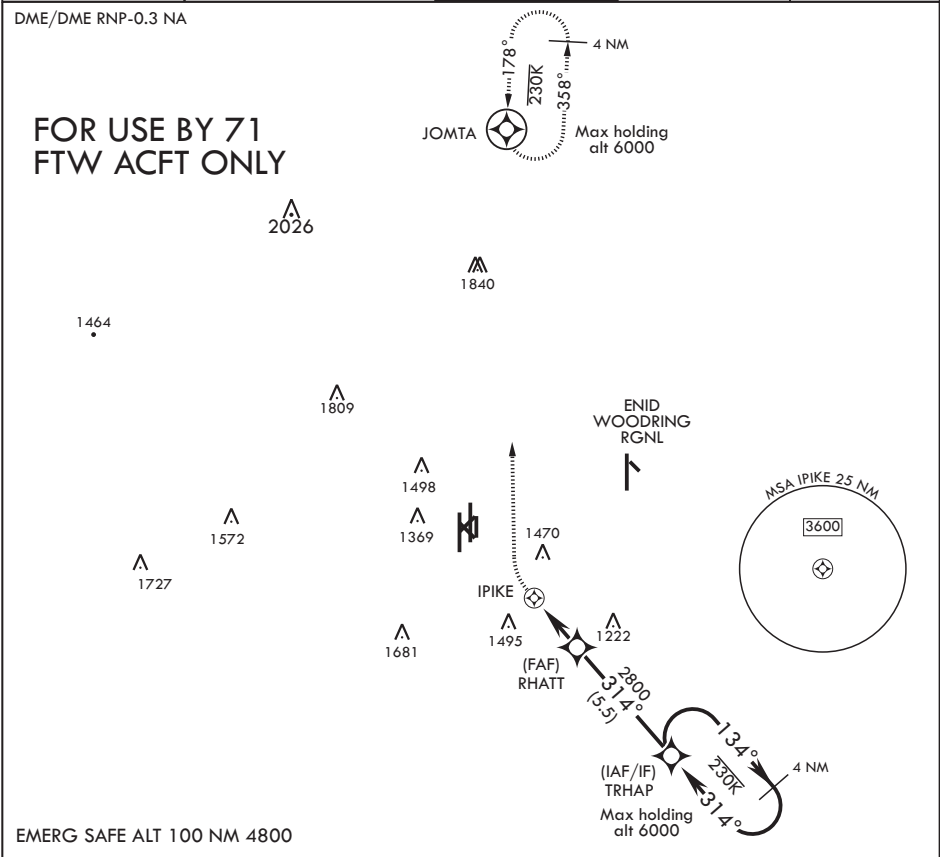 DME/DME RNP-0.3 NA
4 NM
178°
230K
358°
JOMTA
Max holding
alt 6000
FOR USE BY 71
FTW ACFT ONLY
2026
1840
1464
1809
ENID
WOODRING
RGNL
1498
MSA IPIKE 25 NM
3600
1572
1369
1470
1727
IPIKE
1681
1495
1222
(FAF)
RHATT
2800
314°
(5.5)
134°
230K
4 NM
314°
(IAF/IF)
TRHAP
Max holding
alt 6000
EMERG SAFE ALT 100 NM 4800